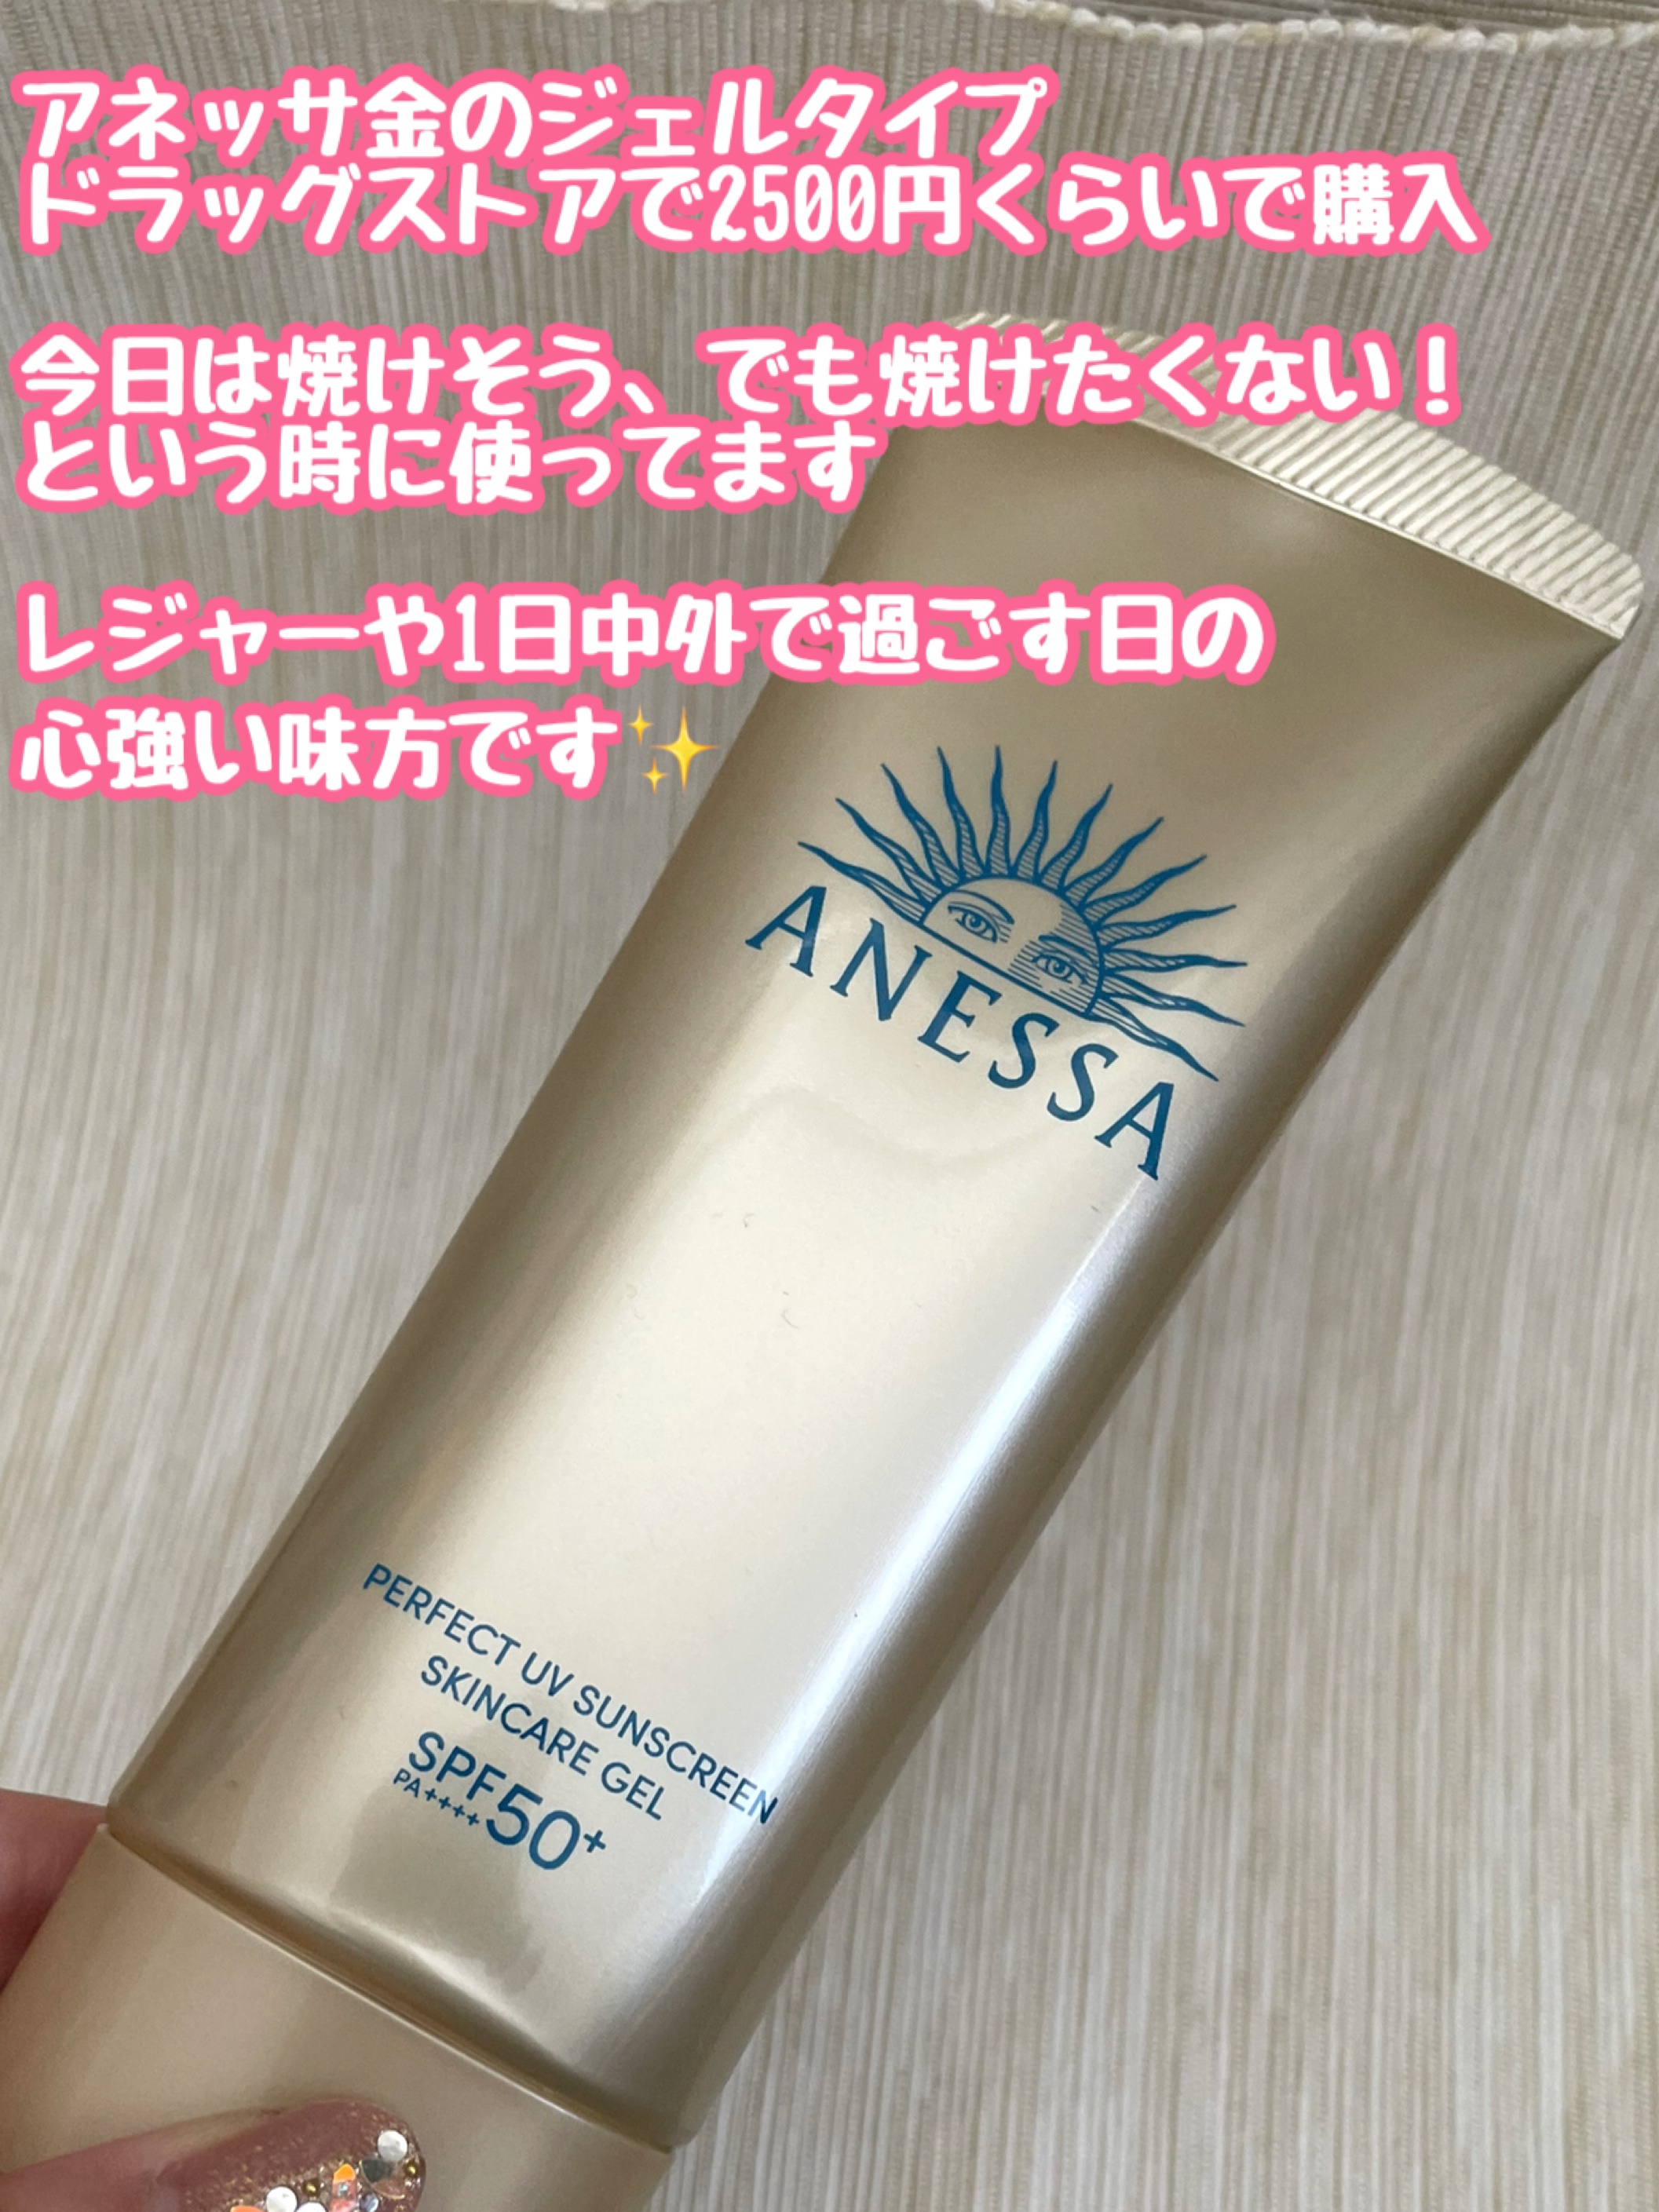 アネッサ金のジェルタイプ
ドラッグストアで2500円くらいで購入
今日は焼けそう、でも焼けたくない！
という時に使ってます
レジャーや1日中外で過ごす日の
心強い味方です✨
ANESSA
PERFECT UV SUNSCREEN
SKINCARE GEL
SPF50+
PA++++